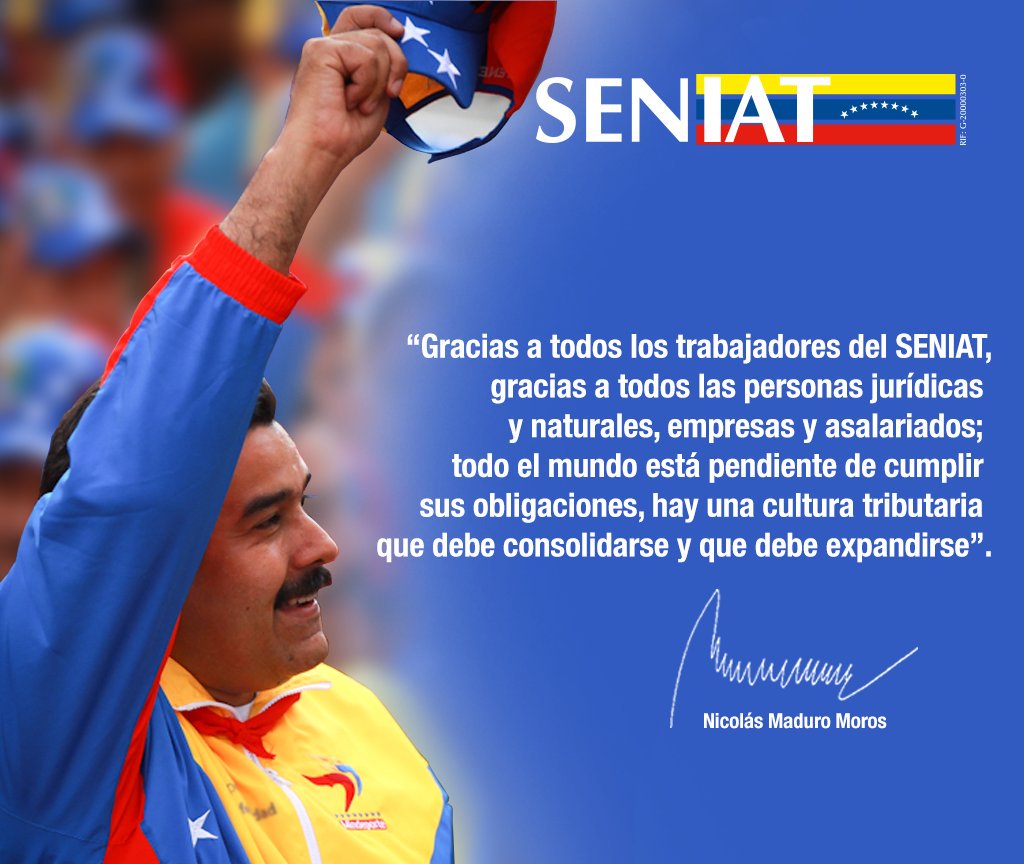 SENIAT
RIF: G-20000303-0
“Gracias a todos los trabajadores del SENIAT,
gracias a todos las personas jurídicas
y naturales, empresas y asalariados;
todo el mundo está pendiente de cumplir
sus obligaciones, hay una cultura tributaria
que debe consolidarse y que debe expandirse”.
Nicolás Maduro Moros